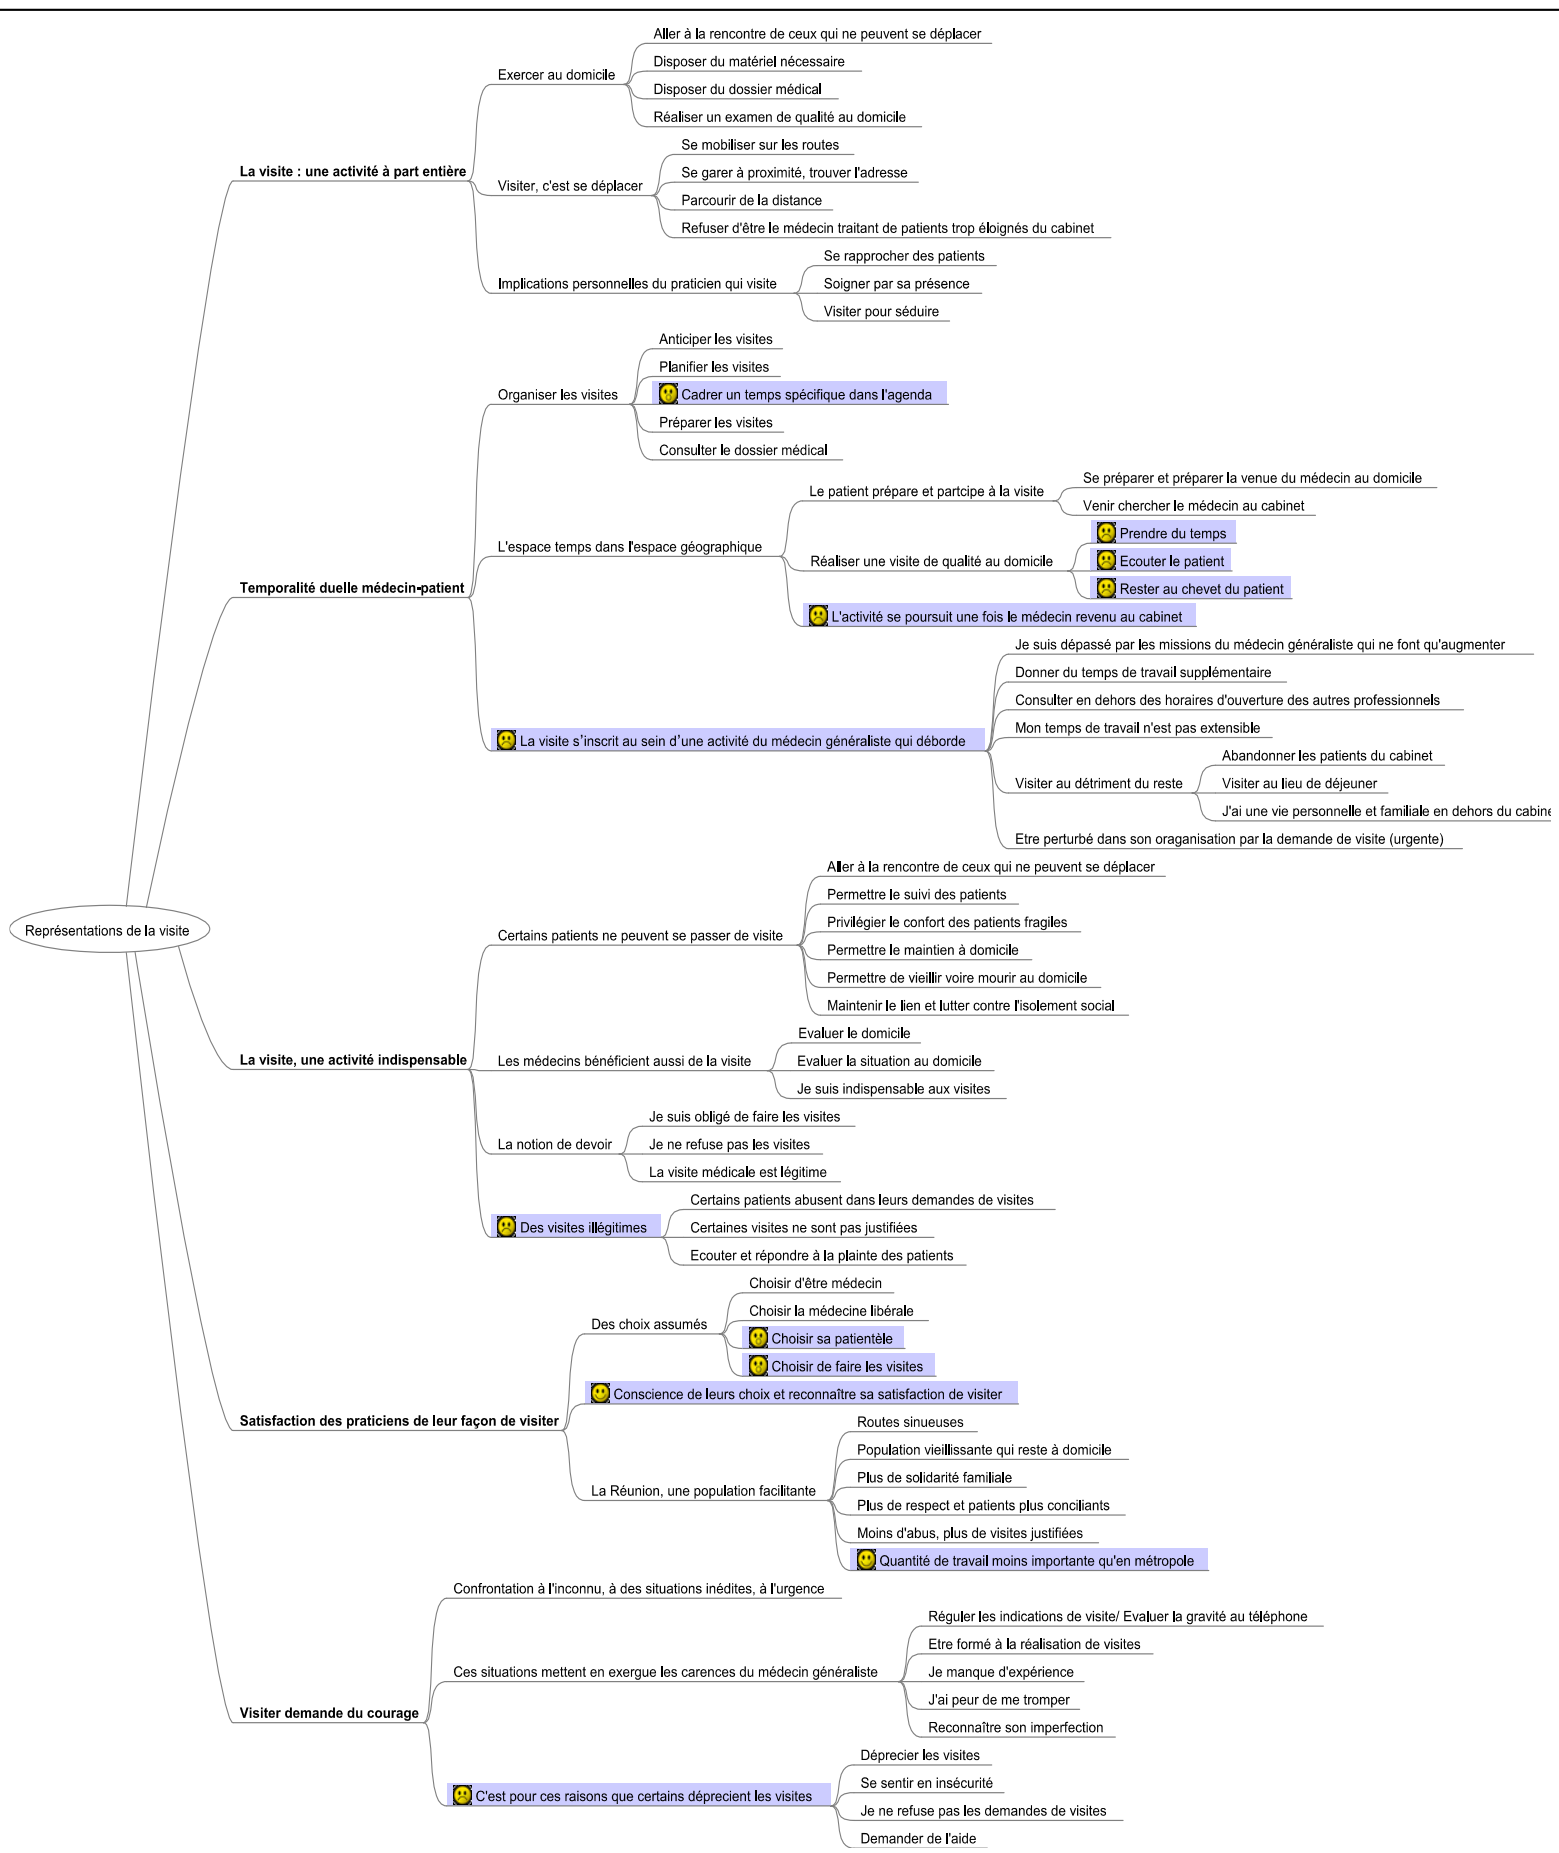 Représentations de la visite
La visite : une activité à part entière
Exercer au domicile
Aller à la rencontre de ceux qui ne peuvent se déplacer
Disposer du matériel nécessaire
Disposer du dossier médical
Réaliser un examen de qualité au domicile
Visiter, c'est se déplacer
Se mobiliser sur les routes
Se garer à proximité, trouver l'adresse
Parcourir de la distance
Refuser d'être le médecin traitant de patients trop éloignés du cabinet
Implications personnelles du praticien qui visite
Se rapprocher des patients
Soigner par sa présence
Visiter pour séduire
Temporalité duelle médecin-patient
Organiser les visites
Anticiper les visites
Planifier les visites
Cadrer un temps spécifique dans l'agenda
Préparer les visites
Consulter le dossier médical
L'espace temps dans l'espace géographique
Le patient prépare et partcipe à la visite
Se préparer et préparer la venue du médecin au domicile
Venir chercher le médecin au cabinet
Réaliser une visite de qualité au domicile
Prendre du temps
Ecouter le patient
Rester au chevet du patient
L'activité se poursuit une fois le médecin revenu au cabinet
La visite s’inscrit au sein d’une activité du médecin généraliste qui déborde
Je suis dépassé par les missions du médecin généraliste qui ne font qu'augmenter
Donner du temps de travail supplémentaire
Consulter en dehors des horaires d'ouverture des autres professionnels
Mon temps de travail n'est pas extensible
Visiter au détriment du reste
Abandonner les patients du cabinet
Visiter au lieu de déjeuner
J'ai une vie personnelle et familiale en dehors du cabine
Etre perturbé dans son oraganisation par la demande de visite (urgente)
La visite, une activité indispensable
Certains patients ne peuvent se passer de visite
Aller à la rencontre de ceux qui ne peuvent se déplacer
Permettre le suivi des patients
Privilégier le confort des patients fragiles
Permettre le maintien à domicile
Permettre de vieillir voire mourir au domicile
Maintenir le lien et lutter contre l'isolement social
Les médecins bénéficient aussi de la visite
Evaluer le domicile
Evaluer la situation au domicile
Je suis indispensable aux visites
La notion de devoir
Je suis obligé de faire les visites
Je ne refuse pas les visites
La visite médicale est légitime
Des visites illégitimes
Certains patients abusent dans leurs demandes de visites
Certaines visites ne sont pas justifiées
Ecouter et répondre à la plainte des patients
Satisfaction des praticiens de leur façon de visiter
Des choix assumés
Choisir d'être médecin
Choisir la médecine libérale
Choisir sa patientèle
Choisir de faire les visites
Conscience de leurs choix et reconnaître sa satisfaction de visiter
La Réunion, une population facilitante
Routes sinueuses
Population vieillissante qui reste à domicile
Plus de solidarité familiale
Plus de respect et patients plus conciliants
Moins d'abus, plus de visites justifiées
Quantité de travail moins importante qu'en métropole
Visiter demande du courage
Confrontation à l'inconnu, à des situations inédites, à l'urgence
Ces situations mettent en exergue les carences du médecin généraliste
Réguler les indications de visite/ Evaluer la gravité au téléphone
Etre formé à la réalisation de visites
Je manque d'expérience
J'ai peur de me tromper
Reconnaître son imperfection
C'est pour ces raisons que certains déprecient les visites
Déprecier les visites
Se sentir en insécurité
Je ne refuse pas les demandes de visites
Demander de l'aide